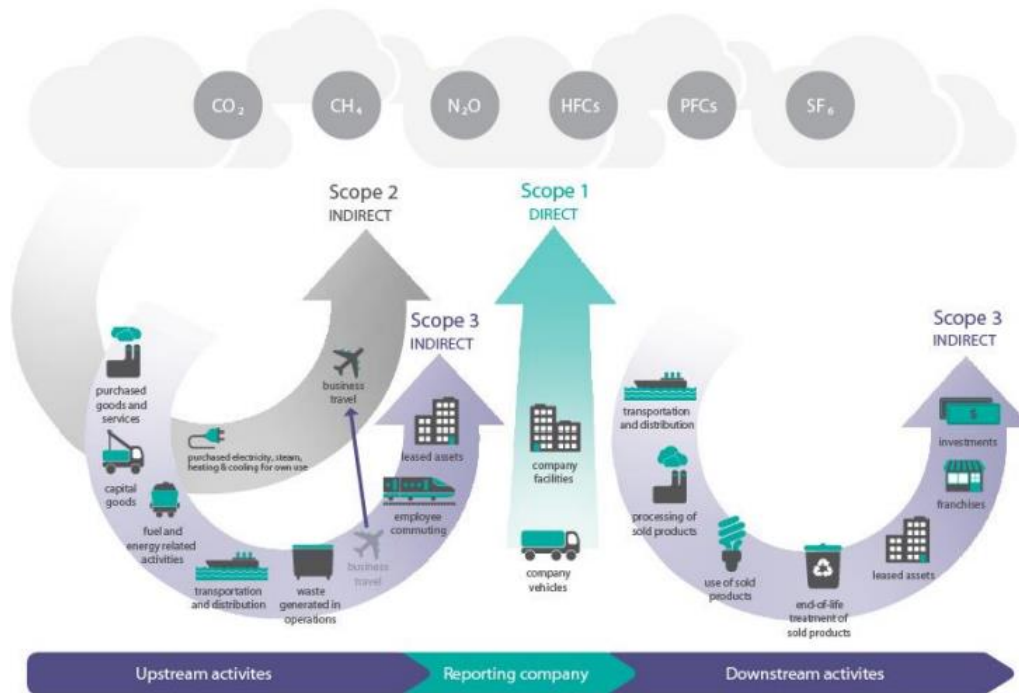 CO₂
CH₄
N₂O
HFCs
PFCs
SF₆
Scope 2
INDIRECT
Scope 1
DIRECT
Scope 3
INDIRECT
Scope 3
INDIRECT
purchased
goods and
services
capital
goods
fuel and
energy related
activities
purchased electricity, steam,
heating & cooling for own use
business
travel
transportation
and distribution
waste
generated in
operations
business
travel
employee
commuting
leased assets
company
facilities
company
vehicles
transportation
and distribution
processing of
sold products
use of sold
products
end-of-life
treatment of
sold products
leased assets
franchises
investments
$
Upstream activites
Reporting company
Downstream activites